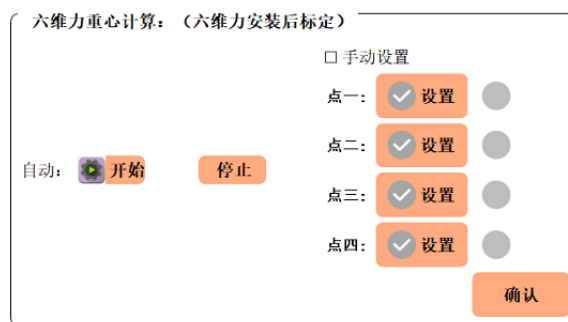 六维力重心计算：（六维力安装后标定）
手动设置
点一： 设置
点二： 设置
自动： 开始 停止
点三： 设置
点四： 设置
确认